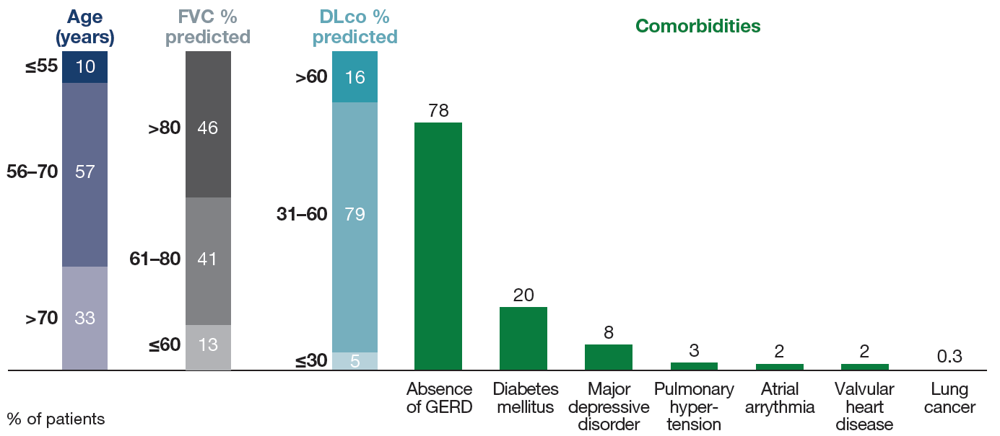 Age
(years)
≤55
10
56–70
57
>70
33
FVC %
predicted
>80
46
61–80
41
≤60
13
DLco %
predicted
>60
16
31–60
79
≤30
5
Comorbidities
78
20
8
3
2
2
0.3
Absence
of GERD
Diabetes
mellitus
Major
depressive
disorder
Pulmonary
hyper-
tension
Atrial
arrythmia
Valvular
heart
disease
Lung
cancer
% of patients